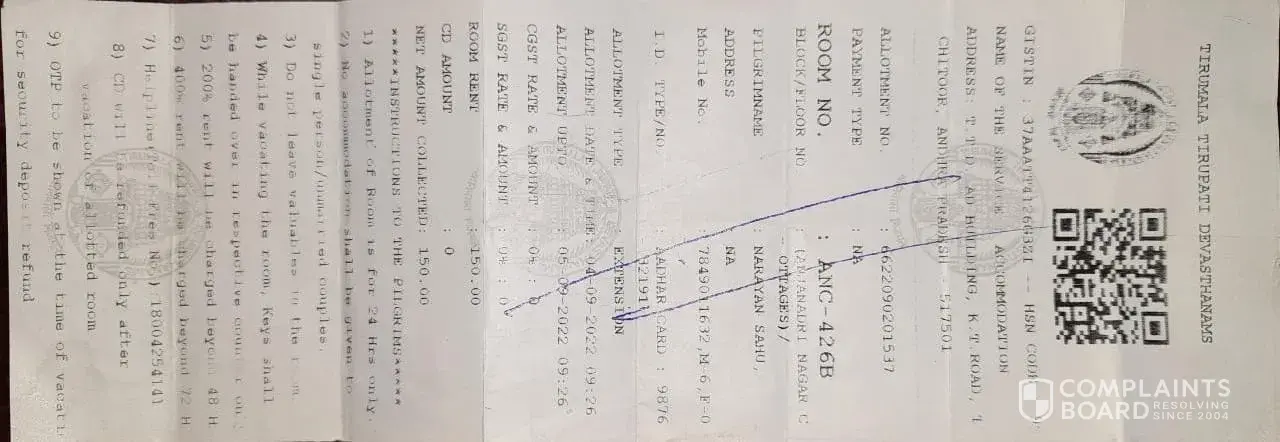 TIRUMALA TIRUPATI DEVASTHANAMS
GISTIN : -- HSN CODE
NAME OF THE SERVICE ACCOMMODATION
ADDRESS: T.T.D AD BUILDING, K.T.ROAD, T
CHITOOR, ANDHRA PRADESH - 517501
ALLOTMENT NO. : 6622090201537
PAYMENT TYPE : NA
ROOM NO. : ANC-426B
BLOCK/FLOOR NO : (ANJANADRI NAGAR C
OTTAGES)/
PILGRIMNAME : NARAYAN SAHU,
ADDRESS NA
Mobile No. : 7849011632,M-6,F-0
I.D. TYPE/NO. AADHAR CARD : 9876
ALLOTMENT TYPE : EXTENSION
ALLOTMENT DATE & TIME: 04-09-2022 09:26
ALLOTMENT UPTO : 05-09-2022 09:26
CGST RATE & AMOUNT : 0% : 0
SGST RATE & AMOUNT : 0% : 0
ROOM RENT : 150.00
CD AMOUNT : 0
NET AMOUNT COLLECTED: 150.00
*****INSTRUCTIONS TO THE PILGRIMS*****
1) Allotment of Room is for 24 Hrs only.
2) No accommodation shall be given to
single person/unmarried couples.
3) Do not leave valuables in the room
4) While vacating the room, Keys shall
be handed over in respective counter only
5) 200% rent will be charged beyond 48 H
6) 400% rent will be charged beyond 72 H
7) Helpline(Toll Free No.) 18004254141
8) CD will be refunded only after
vacation of allotted room
9) OTP to be shown at the time of vacati
for security deposit refund
COMPLAINTS
BOARD RESOLVING
SINCE 2004